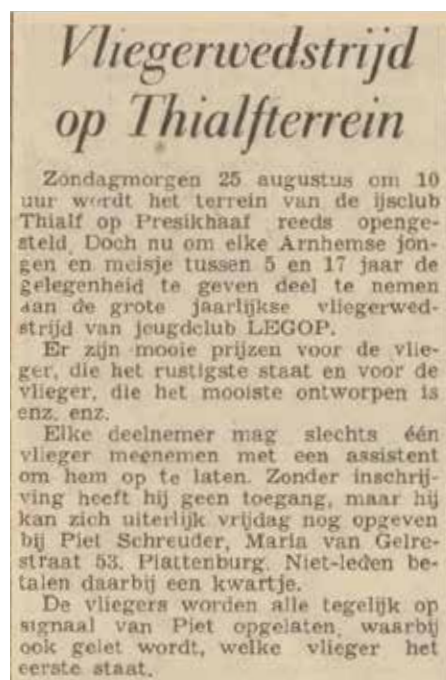 Vliegerwedstrijd
op Thialfterrein
Zondagmorgen 25 augustus om 10
uur wordt het terrein van de ijsclub
Thialf op Presikhaaf reeds openge-
steld. Doch nu om elke Arnhemse jon-
gen en meisje tussen 5 en 17 jaar de
gelegenheid te geven deel te nemen
aan de grote jaarlijkse vliegerwed-
strijd van jeugdclub LEGOP.
Er zijn mooie prijzen voor de vlie-
ger, die het rustigste staat en voor de
vlieger, die het mooiste ontworpen is
enz. enz.
Elke deelnemer mag slechts één
vlieger meenemen met een assistent
om hem op te laten. Zonder inschrij-
ving heeft hij geen toegang, maar hij
kan zich uiterlijk vrijdag nog opgeven
bij Piet Schreuder, Maria van Gelre-
straat 53. Plattenburg. Niet-leden be-
talen daarbij een kwartje.
De vliegers worden alle tegelijk op
signaal van Piet opgelaten, waarbij
ook gelet wordt, welke vlieger het
eerste staat.